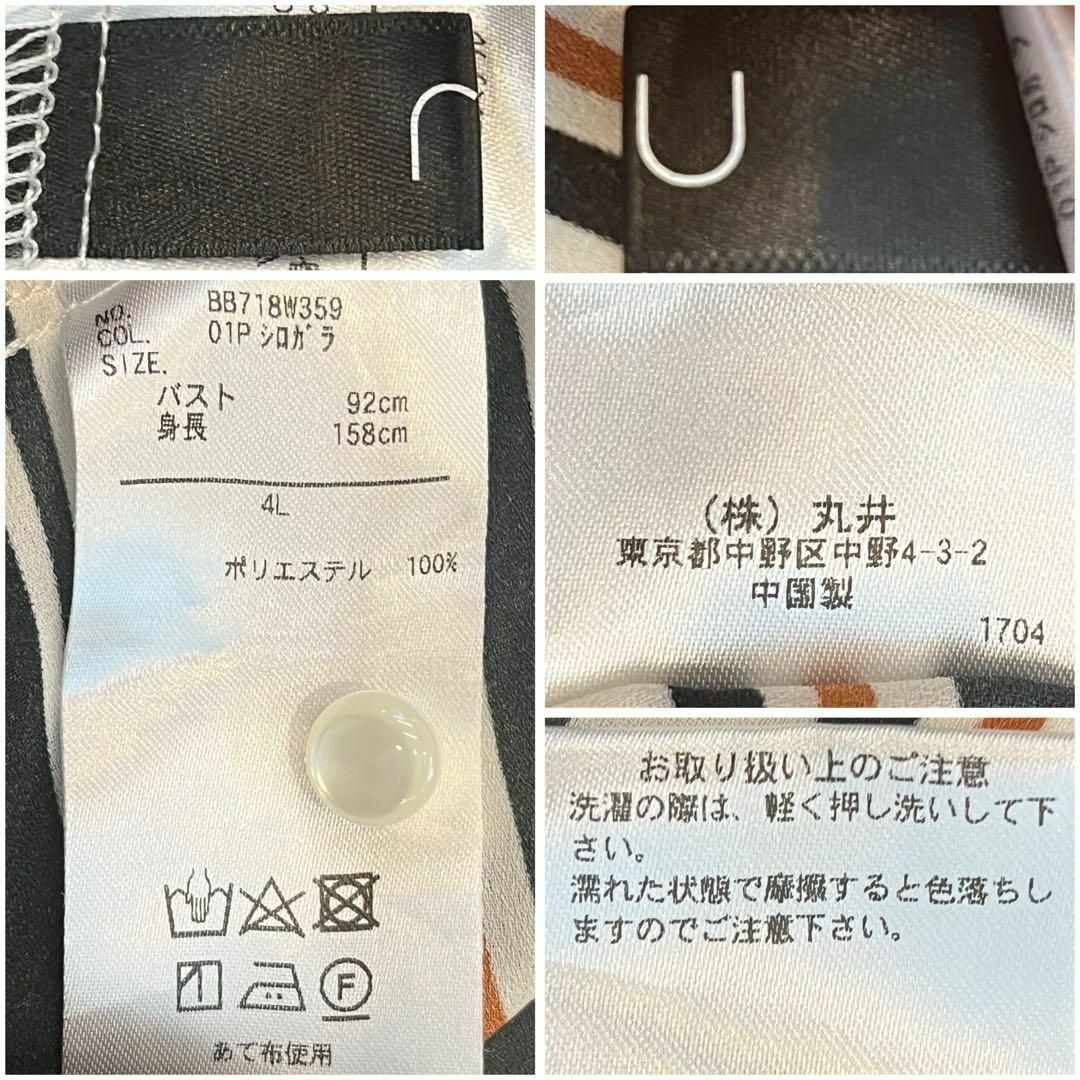 NO. BB718W359
COL. 01P シロガラ
SIZE.
バスト 92cm
身長 158cm
4L
ポリエステル 100%
F
あて布使用
(株) 丸井
東京都中野区中野4-3-2
中国製
1704
お取り扱い上のご注意
洗濯の際は、軽く押し洗いして下
さい。
濡れた状態で摩擦すると色落ちし
ますのでご注意下さい。